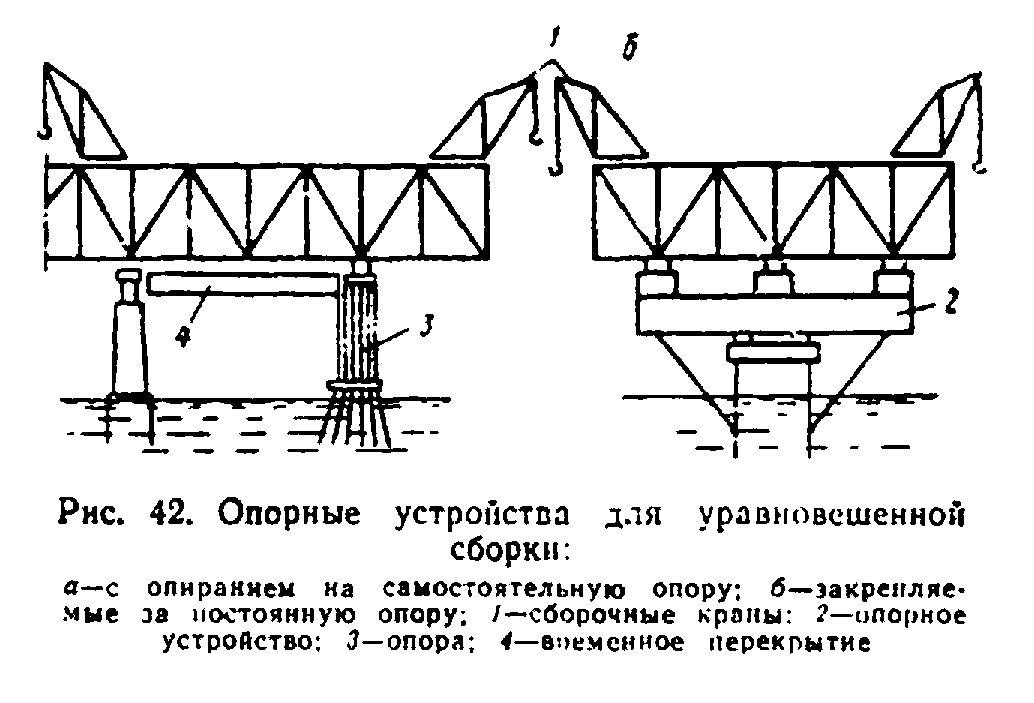 1
б
2
3
4
Рис. 42. Опорные устройства для уравновешенной
сборки:
а—с опиранием на самостоятельную опору; б—закрепляе-
мые за постоянную опору; 1—сборочные краны: 2—опорное
устройство; 3—опора; 4—временное перекрытие